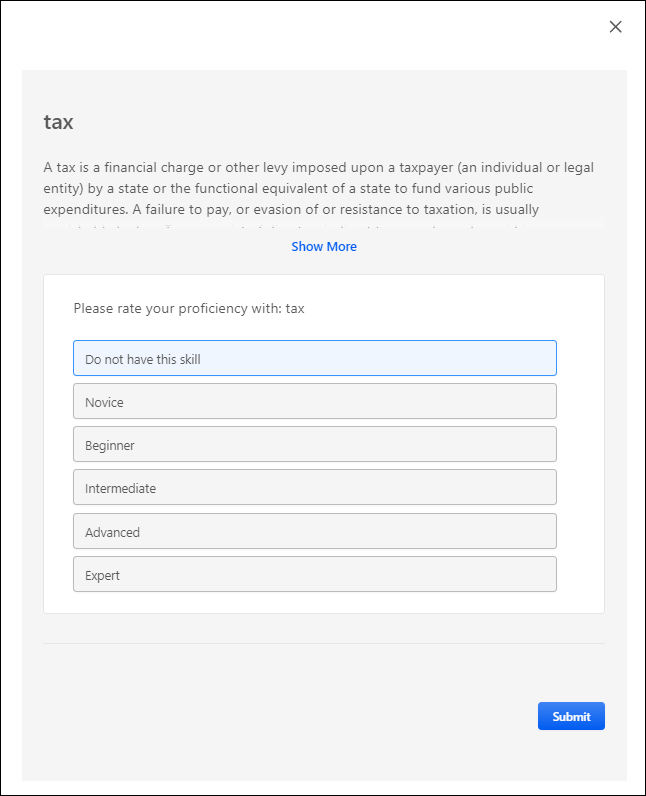 tax
A tax is a financial charge or other levy imposed upon a taxpayer (an individual or legal
entity) by a state or the functional equivalent of a state to fund various public
expenditures. A failure to pay, or evasion of or resistance to taxation, is usually
Show More
Please rate your proficiency with: tax
Do not have this skill
Novice
Beginner
Intermediate
Advanced
Expert
Submit